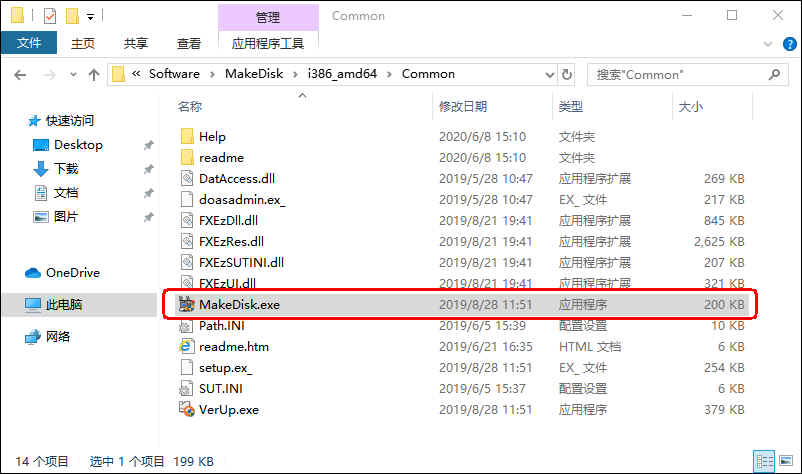 管理 Common
文件 主页 共享 查看 应用程序工具
« Software › MakeDisk › i386_amd64 › Common 搜索"Common"
名称 修改日期 类型 大小
快速访问
Desktop
下载
文档
图片
OneDrive
此电脑
网络
Help 2020/6/8 15:10 文件夹
readme 2020/6/8 15:10 文件夹
DatAccess.dll 2019/5/28 10:47 应用程序扩展 269 KB
doasadmin.ex_ 2019/5/28 10:47 EX_ 文件 217 KB
FXEzDll.dll 2019/8/21 19:41 应用程序扩展 845 KB
FXEzRes.dll 2019/8/21 19:41 应用程序扩展 2,625 KB
FXEzSUTINI.dll 2019/8/21 19:41 应用程序扩展 207 KB
FXEzUI.dll 2019/8/21 19:41 应用程序扩展 321 KB
MakeDisk.exe 2019/8/28 11:51 应用程序 200 KB
Path.INI 2019/6/5 15:39 配置设置 10 KB
readme.htm 2019/6/21 16:35 HTML 文档 6 KB
setup.ex_ 2019/8/28 11:51 EX_ 文件 254 KB
SUT.INI 2019/6/5 15:37 配置设置 6 KB
VerUp.exe 2019/8/28 11:51 应用程序 379 KB
14 个项目 选中 1 个项目 199 KB